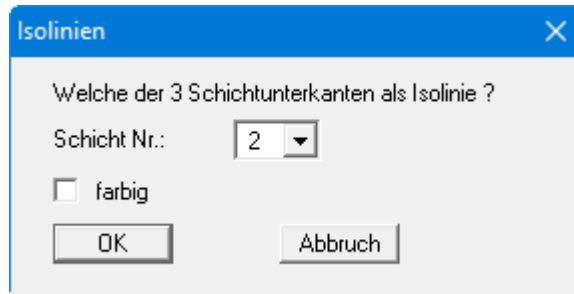 Isolinien
Welche der 3 Schichtunterkanten als Isolinie ?
Schicht Nr.: 2
farbig
OK Abbruch